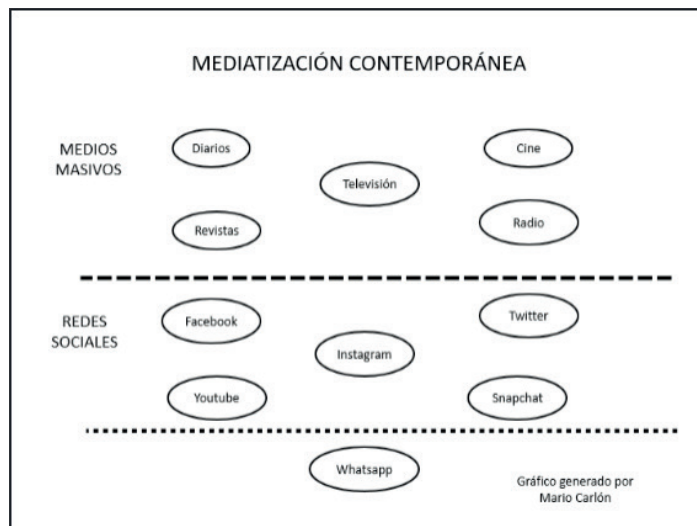 MEDIATIZACIÓN CONTEMPORÁNEA
MEDIOS
MASIVOS
Diarios
Cine
Televisión
Revistas
Radio
REDES
SOCIALES
Facebook
Twitter
Instagram
Youtube
Snapchat
Whatsapp
Gráfico generado por
Mario Carlón